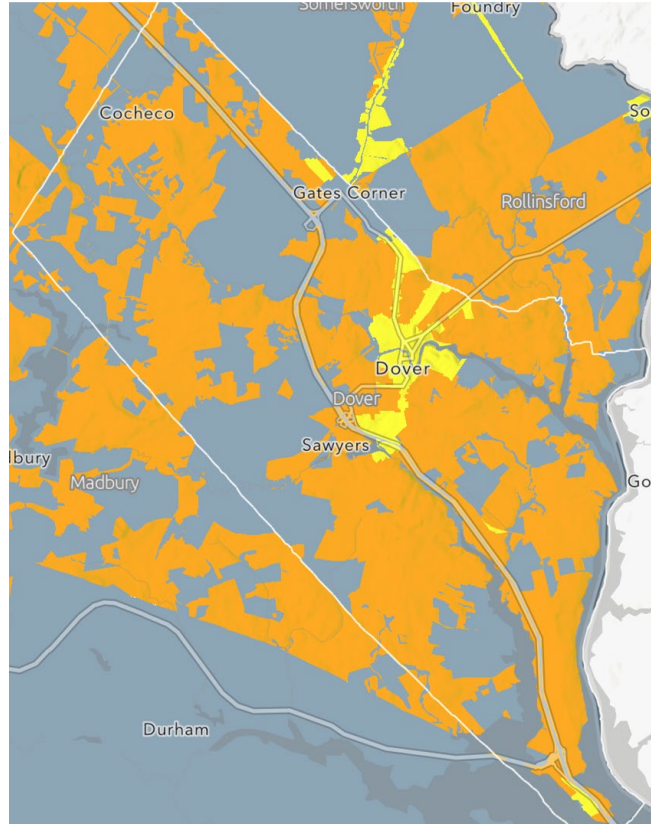 Somersworth
Foundry
Cocheco
So
Gates Corner
Rollinsford
Dover
Dover
Sawyers
lbury
Madbury
Go
Durham